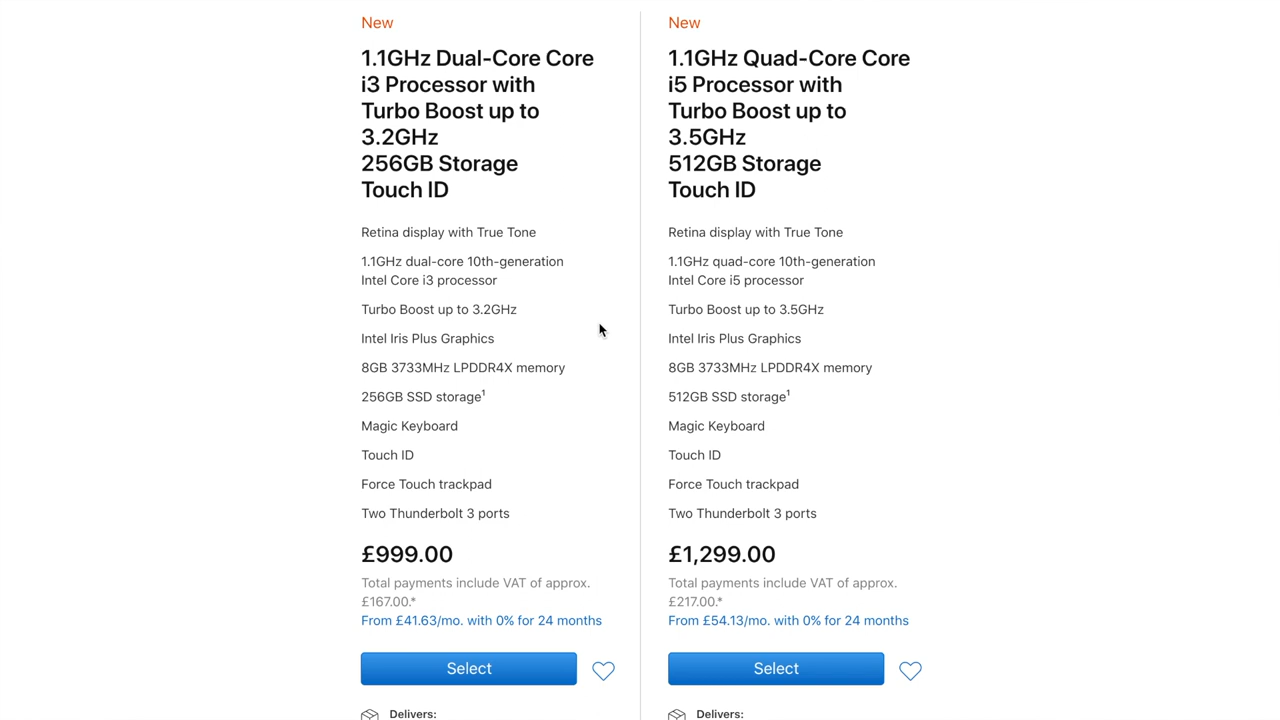 New
1.1GHz Dual-Core Core
i3 Processor with
Turbo Boost up to
3.2GHz
256GB Storage
Touch ID
Retina display with True Tone
1.1GHz dual-core 10th-generation
Intel Core i3 processor
Turbo Boost up to 3.2GHz
Intel Iris Plus Graphics
8GB 3733MHz LPDDR4X memory
256GB SSD storage¹
Magic Keyboard
Touch ID
Force Touch trackpad
Two Thunderbolt 3 ports
£999.00
Total payments include VAT of approx.
£167.00.*
From £41.63/mo. with 0% for 24 months
Select
Delivers:
New
1.1GHz Quad-Core Core
i5 Processor with
Turbo Boost up to
3.5GHz
512GB Storage
Touch ID
Retina display with True Tone
1.1GHz quad-core 10th-generation
Intel Core i5 processor
Turbo Boost up to 3.5GHz
Intel Iris Plus Graphics
8GB 3733MHz LPDDR4X memory
512GB SSD storage¹
Magic Keyboard
Touch ID
Force Touch trackpad
Two Thunderbolt 3 ports
£1,299.00
Total payments include VAT of approx.
£217.00.*
From £54.13/mo. with 0% for 24 months
Select
Delivers: